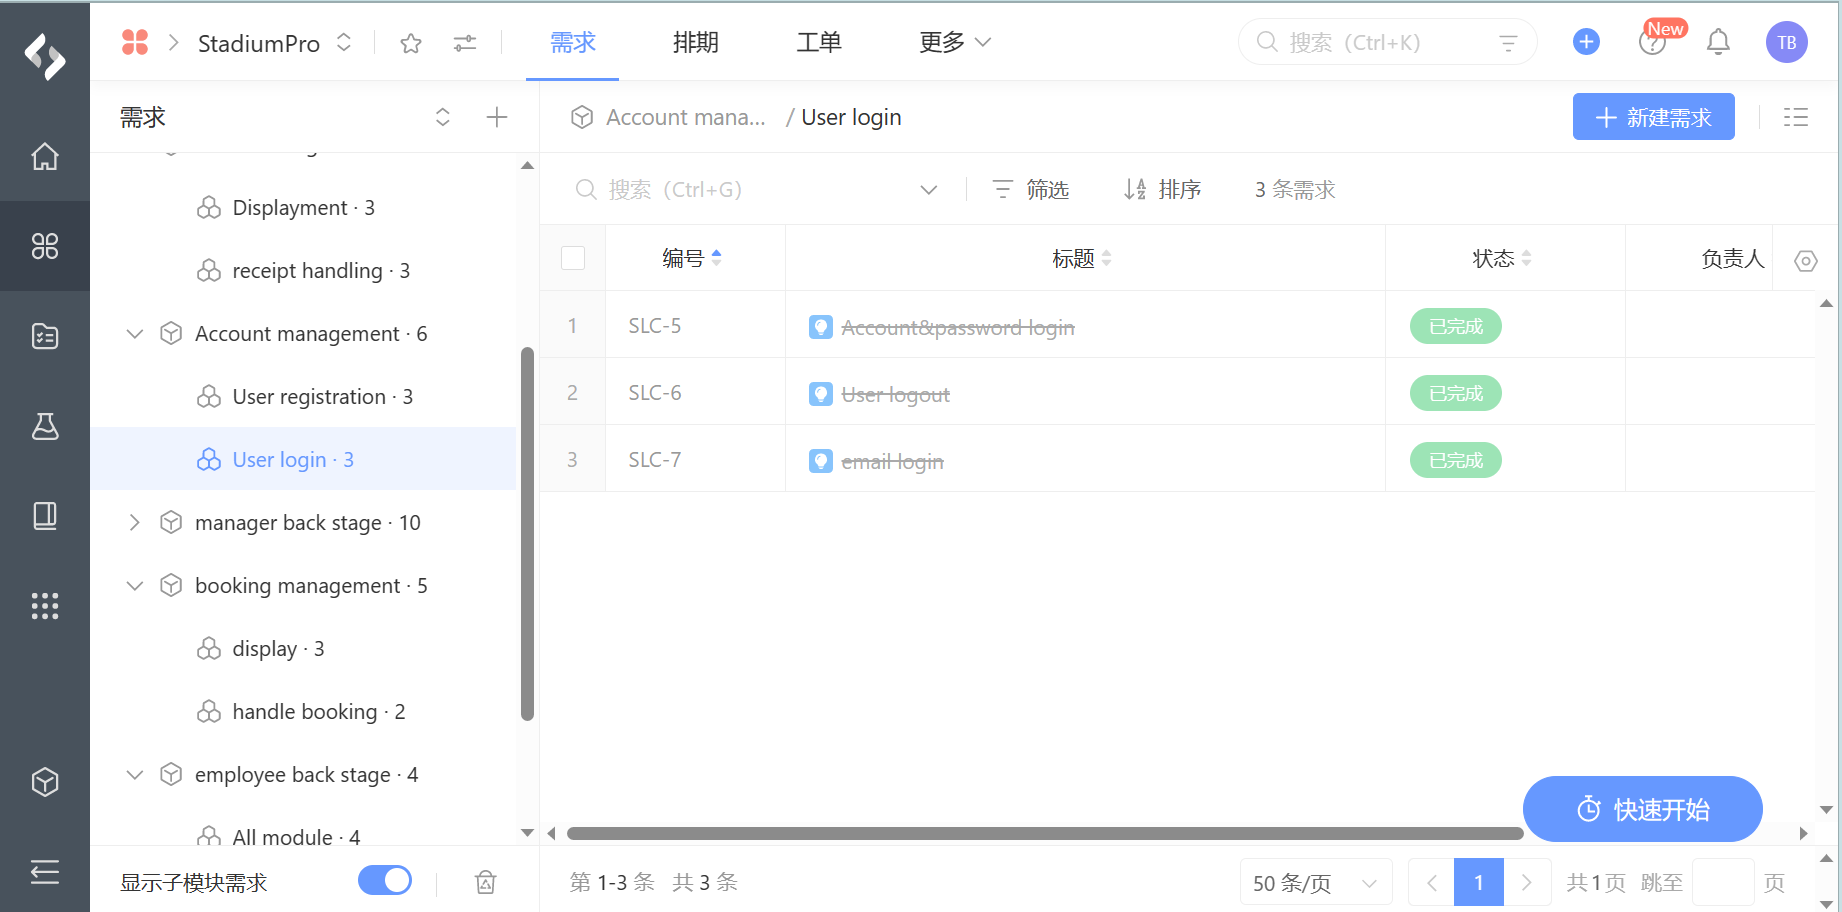 StadiumPro
需求
排期
工单
更多
搜索（Ctrl+K）
New
TB
需求
Displayment · 3
receipt handling · 3
Account management · 6
User registration · 3
User login · 3
manager back stage · 10
booking management · 5
display · 3
handle booking · 2
employee back stage · 4
All module · 4
显示子模块需求
Account mana... / User login
新建需求
搜索（Ctrl+G）
筛选
排序
3 条需求
编号 标题 状态 负责人
1 SLC-5 Account&password login 已完成
2 SLC-6 User logout 已完成
3 SLC-7 email login 已完成
快速开始
第 1-3 条 共 3 条
50 条/页
1
共 1 页 跳至 页